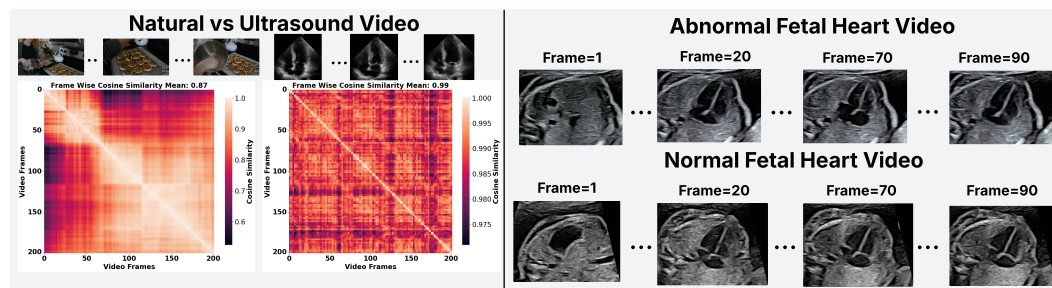 Natural vs Ultrasound Video
Frame Wise Cosine Similarity Mean: 0.87
0
50
100
150
200
Video Frames
0 50 100 150 200
Video Frames
1.0
0.9
0.8
0.7
0.6
Cosine Similarity
Frame Wise Cosine Similarity Mean: 0.99
0
50
100
150
200
Video Frames
0 50 100 150 200
Video Frames
1.000
0.995
0.990
0.985
0.980
0.975
Cosine Similarity
Abnormal Fetal Heart Video
Frame=1 Frame=20 Frame=70 Frame=90
Normal Fetal Heart Video
Frame=1 Frame=20 Frame=70 Frame=90